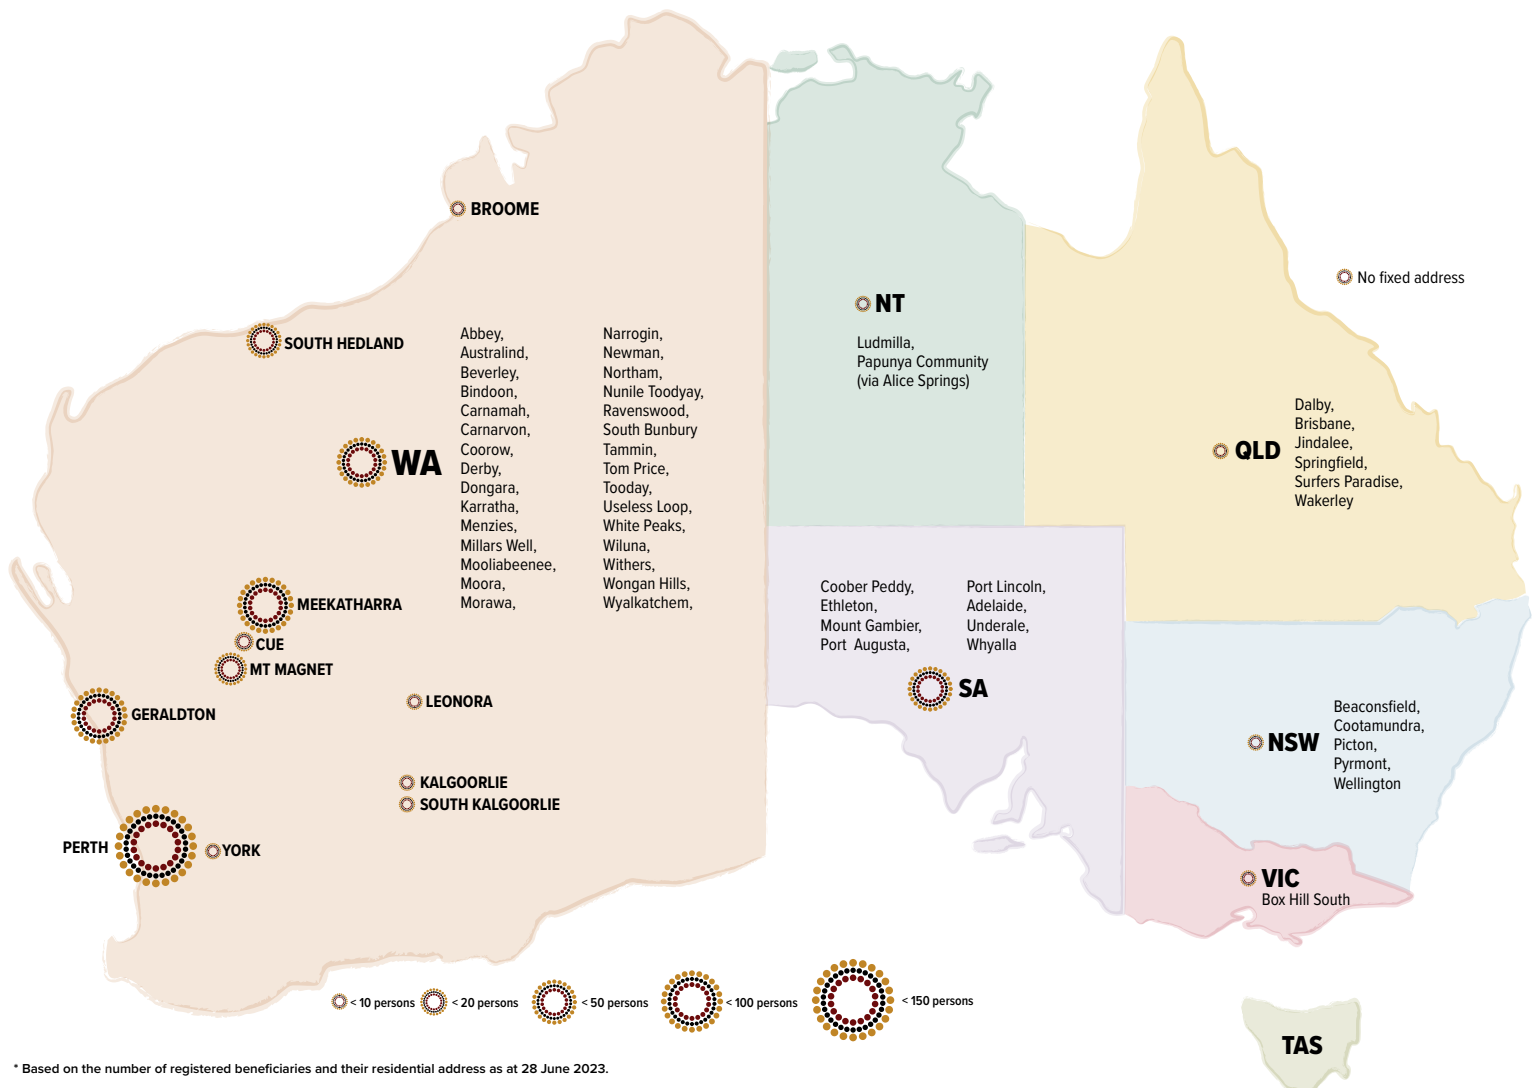 BROOME
SOUTH HEDLAND
WA
Abbey,
Australind,
Beverley,
Bindoon,
Carnamah,
Carnarvon,
Coorow,
Derby,
Dongara,
Karratha,
Menzies,
Millars Well,
Mooliabeenee,
Moora,
Morawa,
Narrogin,
Newman,
Northam,
Nunile Toodyay,
Ravenswood,
South Bunbury
Tammin,
Tom Price,
Tooday,
Useless Loop,
White Peaks,
Wiluna,
Withers,
Wongan Hills,
Wyalkatchem,
MEEKATHARRA
CUE
MT MAGNET
GERALDTON
LEONORA
KALGOORLIE
SOUTH KALGOORLIE
PERTH
YORK
NT
Ludmilla,
Papunya Community
(via Alice Springs)
No fixed address
QLD
Dalby,
Brisbane,
Jindalee,
Springfield,
Surfers Paradise,
Wakerley
Coober Peddy,
Ethleton,
Mount Gambier,
Port Augusta,
Port Lincoln,
Adelaide,
Underale,
Whyalla
SA
NSW
Beaconsfield,
Cootamundra,
Picton,
Pyrmont,
Wellington
VIC
Box Hill South
TAS
< 10 persons
< 20 persons
< 50 persons
< 100 persons
< 150 persons
* Based on the number of registered beneficiaries and their residential address as at 28 June 2023.